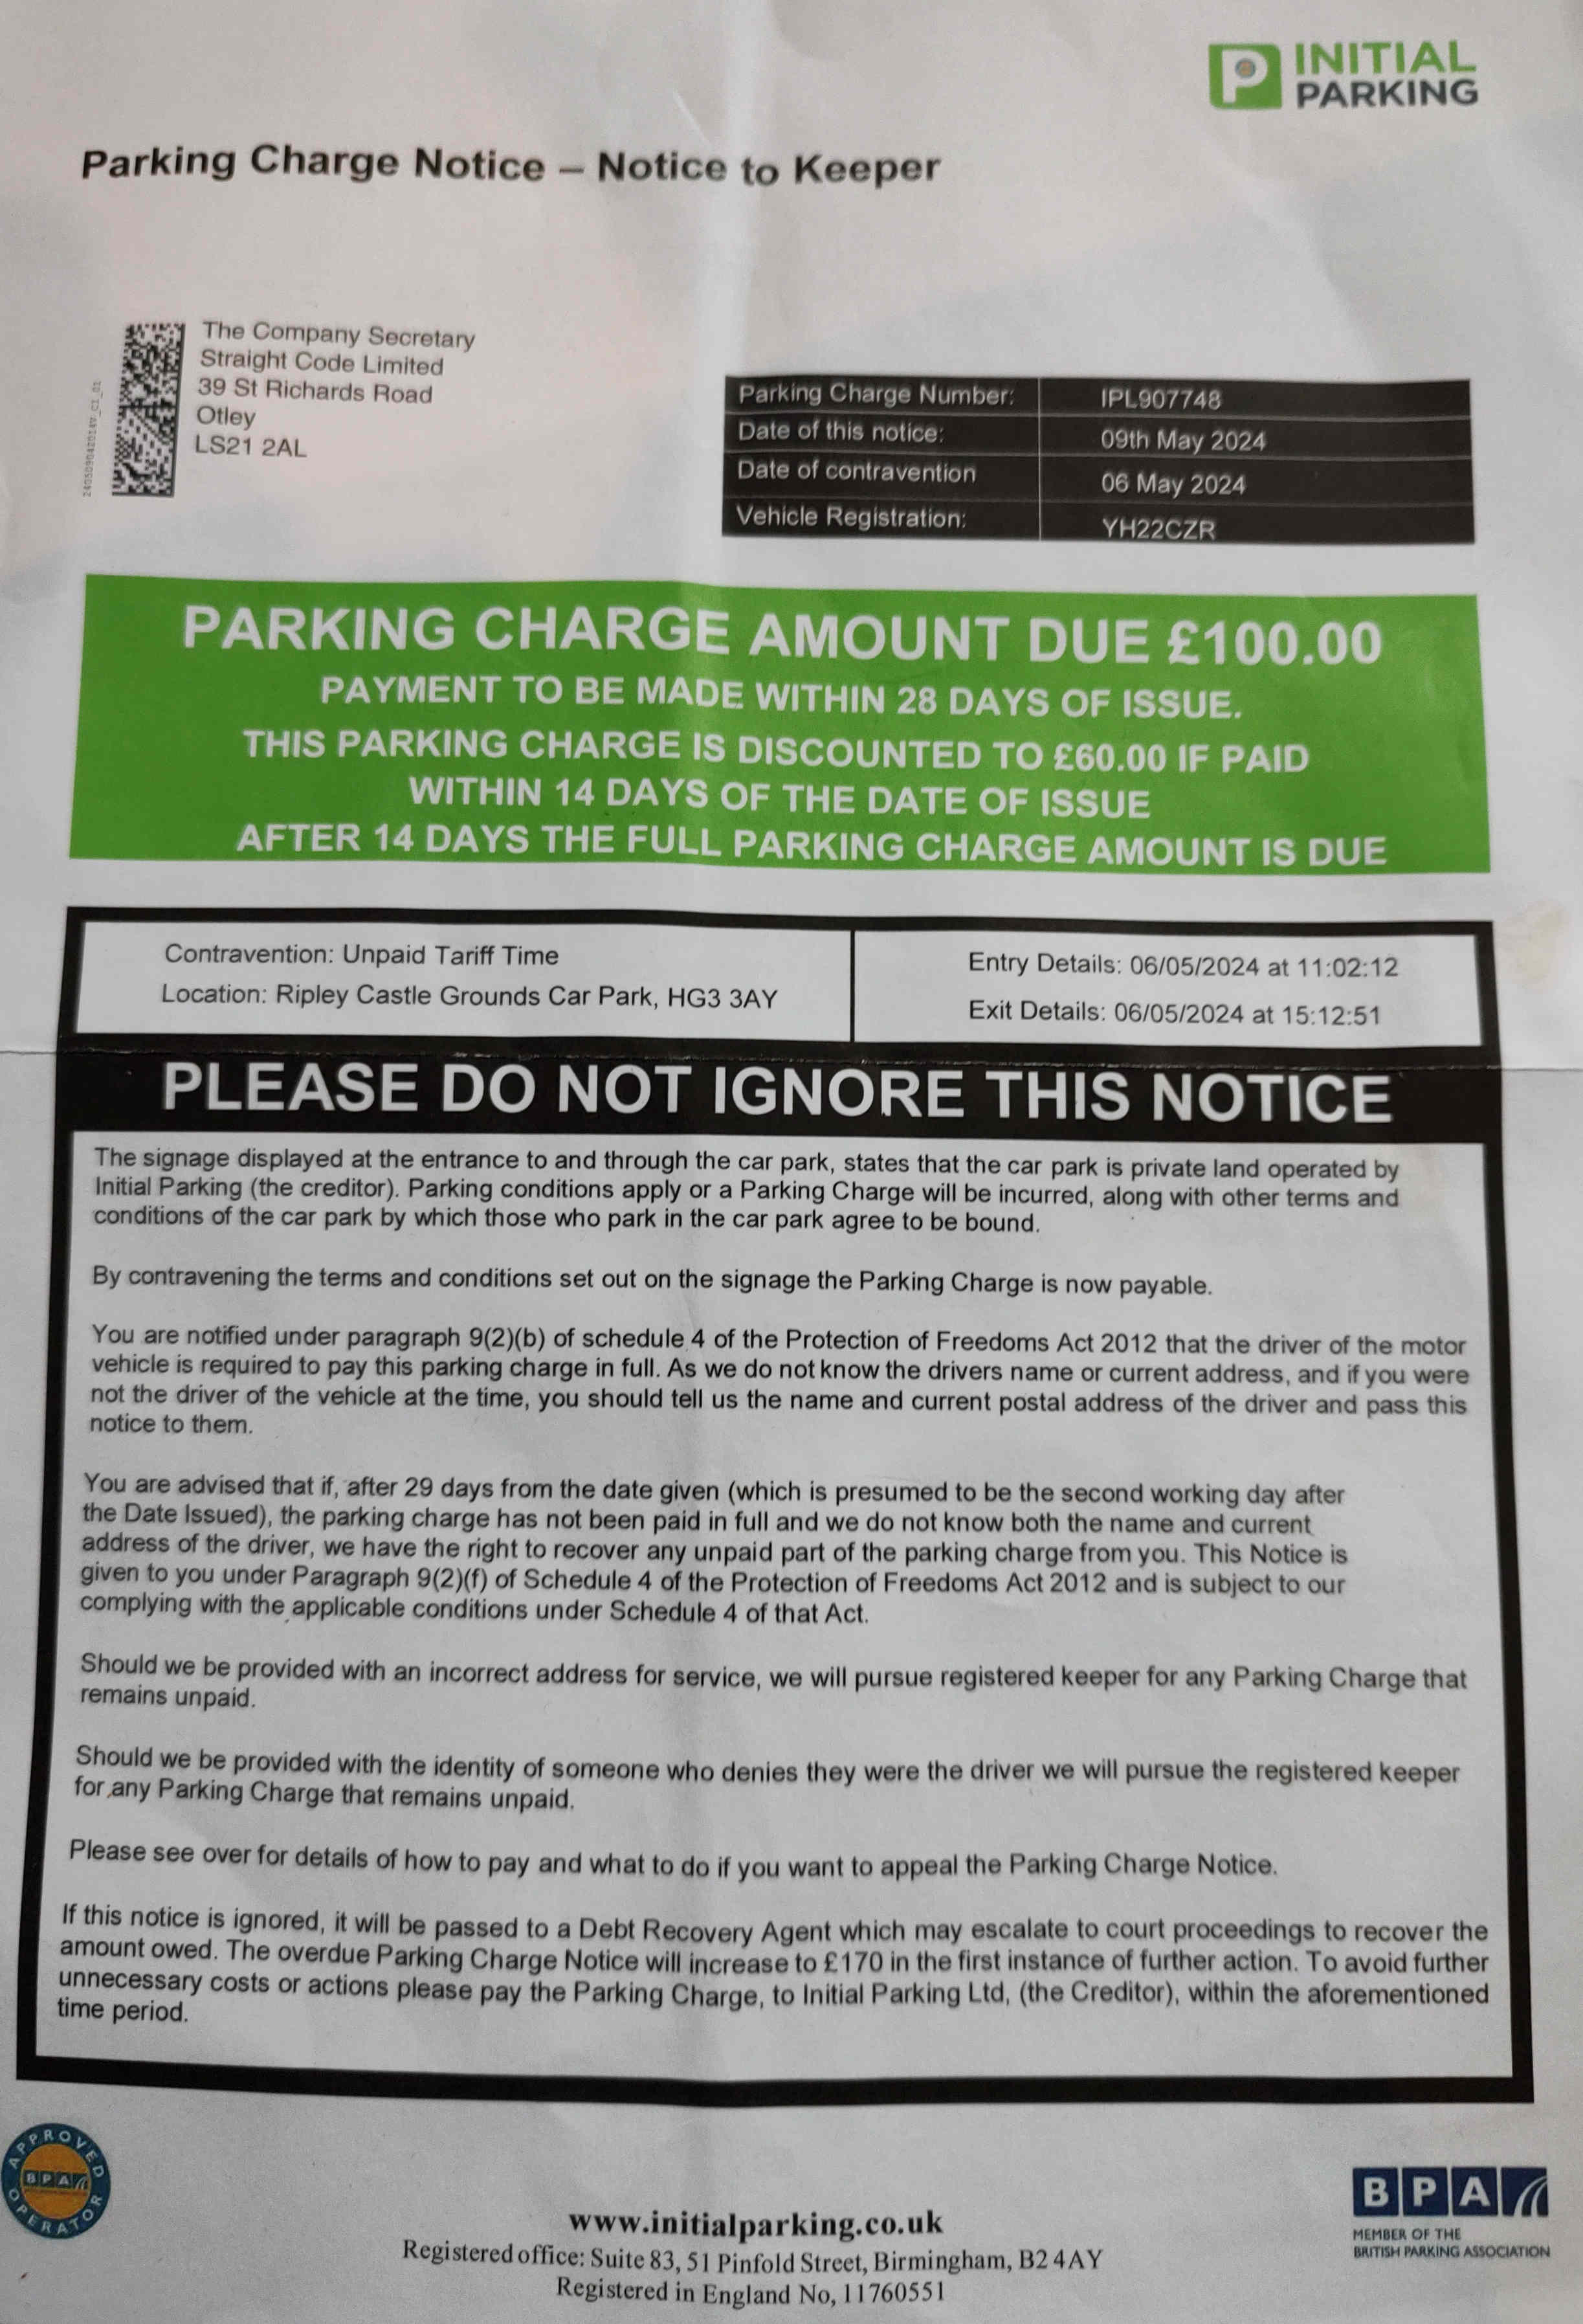 INITIAL
PARKING
Parking Charge Notice – Notice to Keeper
The Company Secretary
Straight Code Limited
39 St Richards Road
Otley
LS21 2AL
Parking Charge Number: IPL907748
Date of this notice: 09th May 2024
Date of contravention 06 May 2024
Vehicle Registration: YH22CZR
PARKING CHARGE AMOUNT DUE £100.00
PAYMENT TO BE MADE WITHIN 28 DAYS OF ISSUE.
THIS PARKING CHARGE IS DISCOUNTED TO £60.00 IF PAID
WITHIN 14 DAYS OF THE DATE OF ISSUE
AFTER 14 DAYS THE FULL PARKING CHARGE AMOUNT IS DUE
Contravention: Unpaid Tariff Time
Location: Ripley Castle Grounds Car Park, HG3 3AY
Entry Details: 06/05/2024 at 11:02:12
Exit Details: 06/05/2024 at 15:12:51
PLEASE DO NOT IGNORE THIS NOTICE
The signage displayed at the entrance to and through the car park, states that the car park is private land operated by
Initial Parking (the creditor). Parking conditions apply or a Parking Charge will be incurred, along with other terms and
conditions of the car park by which those who park in the car park agree to be bound.
By contravening the terms and conditions set out on the signage the Parking Charge is now payable.
You are notified under paragraph 9(2)(b) of schedule 4 of the Protection of Freedoms Act 2012 that the driver of the motor
vehicle is required to pay this parking charge in full. As we do not know the drivers name or current address, and if you were
not the driver of the vehicle at the time, you should tell us the name and current postal address of the driver and pass this
notice to them.
You are advised that if, after 29 days from the date given (which is presumed to be the second working day after
the Date Issued), the parking charge has not been paid in full and we do not know both the name and current
address of the driver, we have the right to recover any unpaid part of the parking charge from you. This Notice is
given to you under Paragraph 9(2)(f) of Schedule 4 of the Protection of Freedoms Act 2012 and is subject to our
complying with the applicable conditions under Schedule 4 of that Act.
Should we be provided with an incorrect address for service, we will pursue registered keeper for any Parking Charge that
remains unpaid.
Should we be provided with the identity of someone who denies they were the driver we will pursue the registered keeper
for any Parking Charge that remains unpaid.
Please see over for details of how to pay and what to do if you want to appeal the Parking Charge Notice.
If this notice is ignored, it will be passed to a Debt Recovery Agent which may escalate to court proceedings to recover the
amount owed. The overdue Parking Charge Notice will increase to £170 in the first instance of further action. To avoid further
unnecessary costs or actions please pay the Parking Charge, to Initial Parking Ltd, (the Creditor), within the aforementioned
time period.
APPROVED
BPA
OPERATOR
www.initialparking.co.uk
Registered office: Suite 83, 51 Pinfold Street, Birmingham, B2 4AY
Registered in England No, 11760551
BPA
MEMBER OF THE
BRITISH PARKING ASSOCIATION